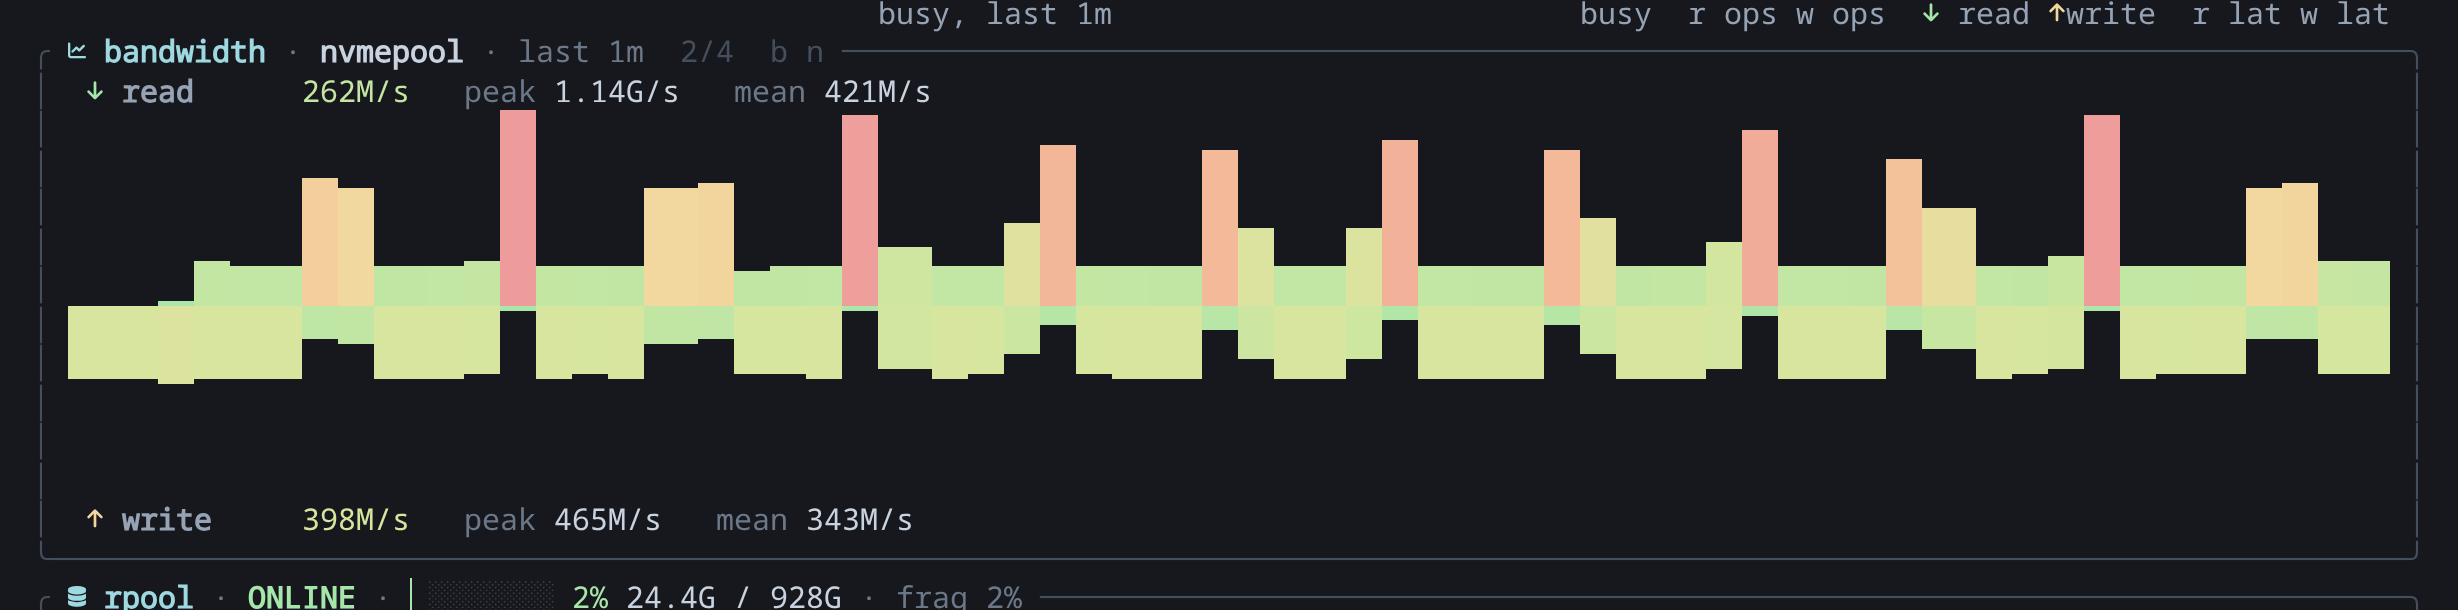 busy, last 1m busy r ops w ops ↓ read ↑write r lat w lat
bandwidth · nvmepool · last 1m 2/4 b n
↓ read 262M/s peak 1.14G/s mean 421M/s
↑ write 398M/s peak 465M/s mean 343M/s
rpool · ONLINE · 2% 24.4G / 928G · frag 2%